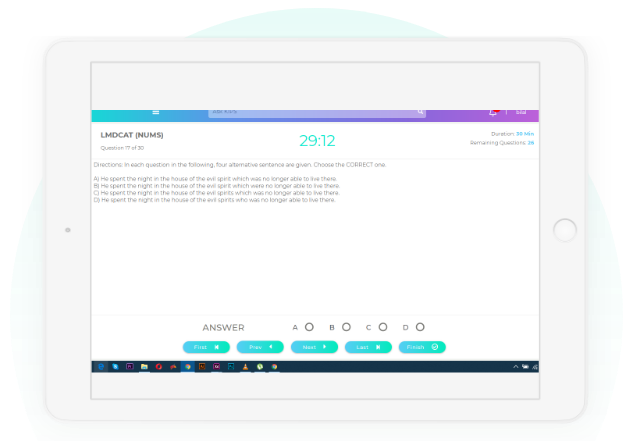 LMDCAT (NUMS)
Question 17 of 30
29:12
Duration: 30 Min
Remaining Questions: 28
Directions: In each question in the following, four alternative sentence are given. Choose the CORRECT one.
A) He spent the night in the house of the evil spirit which was no longer able to live there.
B) He spent the night in the house of the evil spirit which were no longer able to live there.
C) He spent the night in the house of the evil spirits which was no longer able to live there.
D) He spent the night in the house of the evil spirits who was no longer able to live there.
ANSWER A B C D
First Prev Next Last Finish